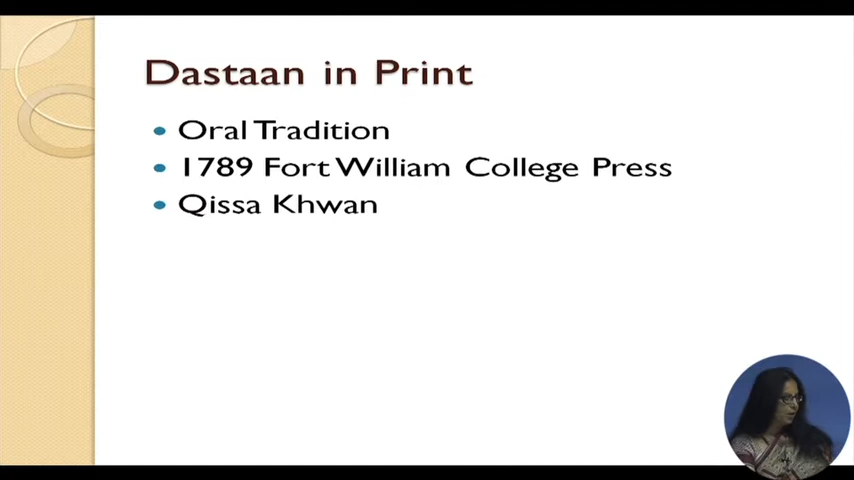 Dastaan in Print
Oral Tradition
1789 Fort William College Press
Qissa Khwan